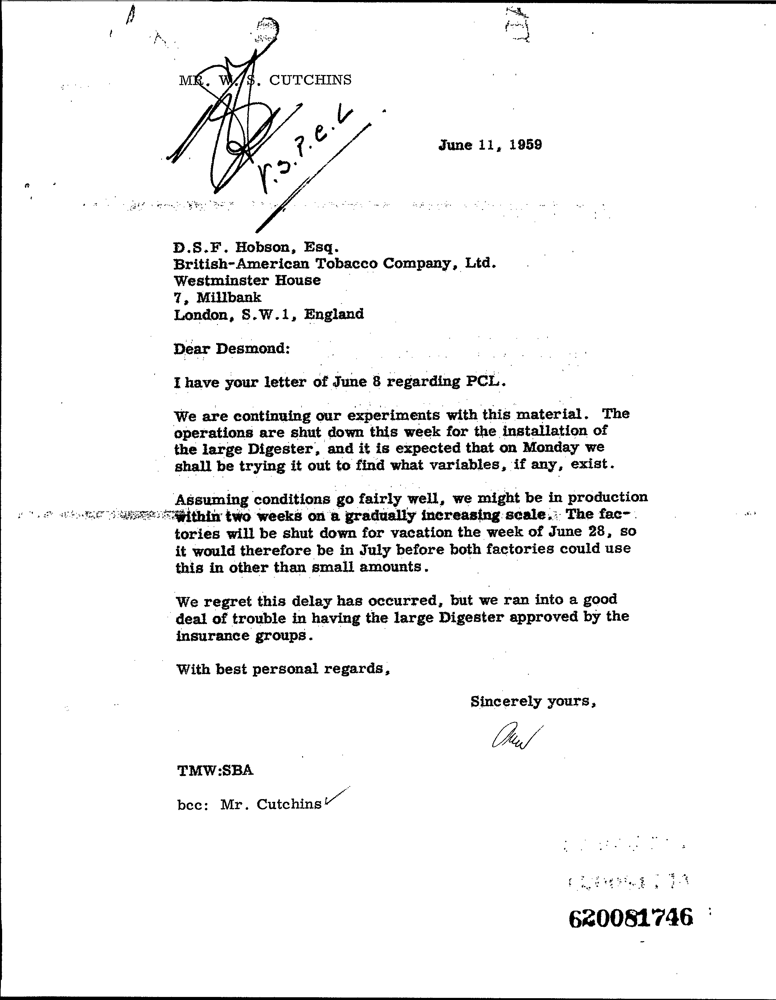 MR. W. S. CUTCHINS
June 11, 1959
D.S.F. Hobson, Esq.
British-American Tobacco Company, Ltd.
Westminster House
7, Millbank
London, S.W.1, England
Dear Desmond:
I have your letter of June 8 regarding PCL.
We are continuing our experiments with this material. The
operations are shut down this week for the installation of
the large Digester, and it is expected that on Monday we
shall be trying it out to find what variables, if any, exist.
Assuming conditions go fairly well, we might be in production
within two weeks on a gradually increasing scale. The fac-
tories will be shut down for vacation the week of June 28, so
it would therefore be in July before both factories could use
this in other than small amounts.
We regret this delay has occurred, but we ran into a good
deal of trouble in having the large Digester approved by the
insurance groups.
With best personal regards,
Sincerely yours,
TMW:SBA
bcc: Mr. Cutchins
620081746